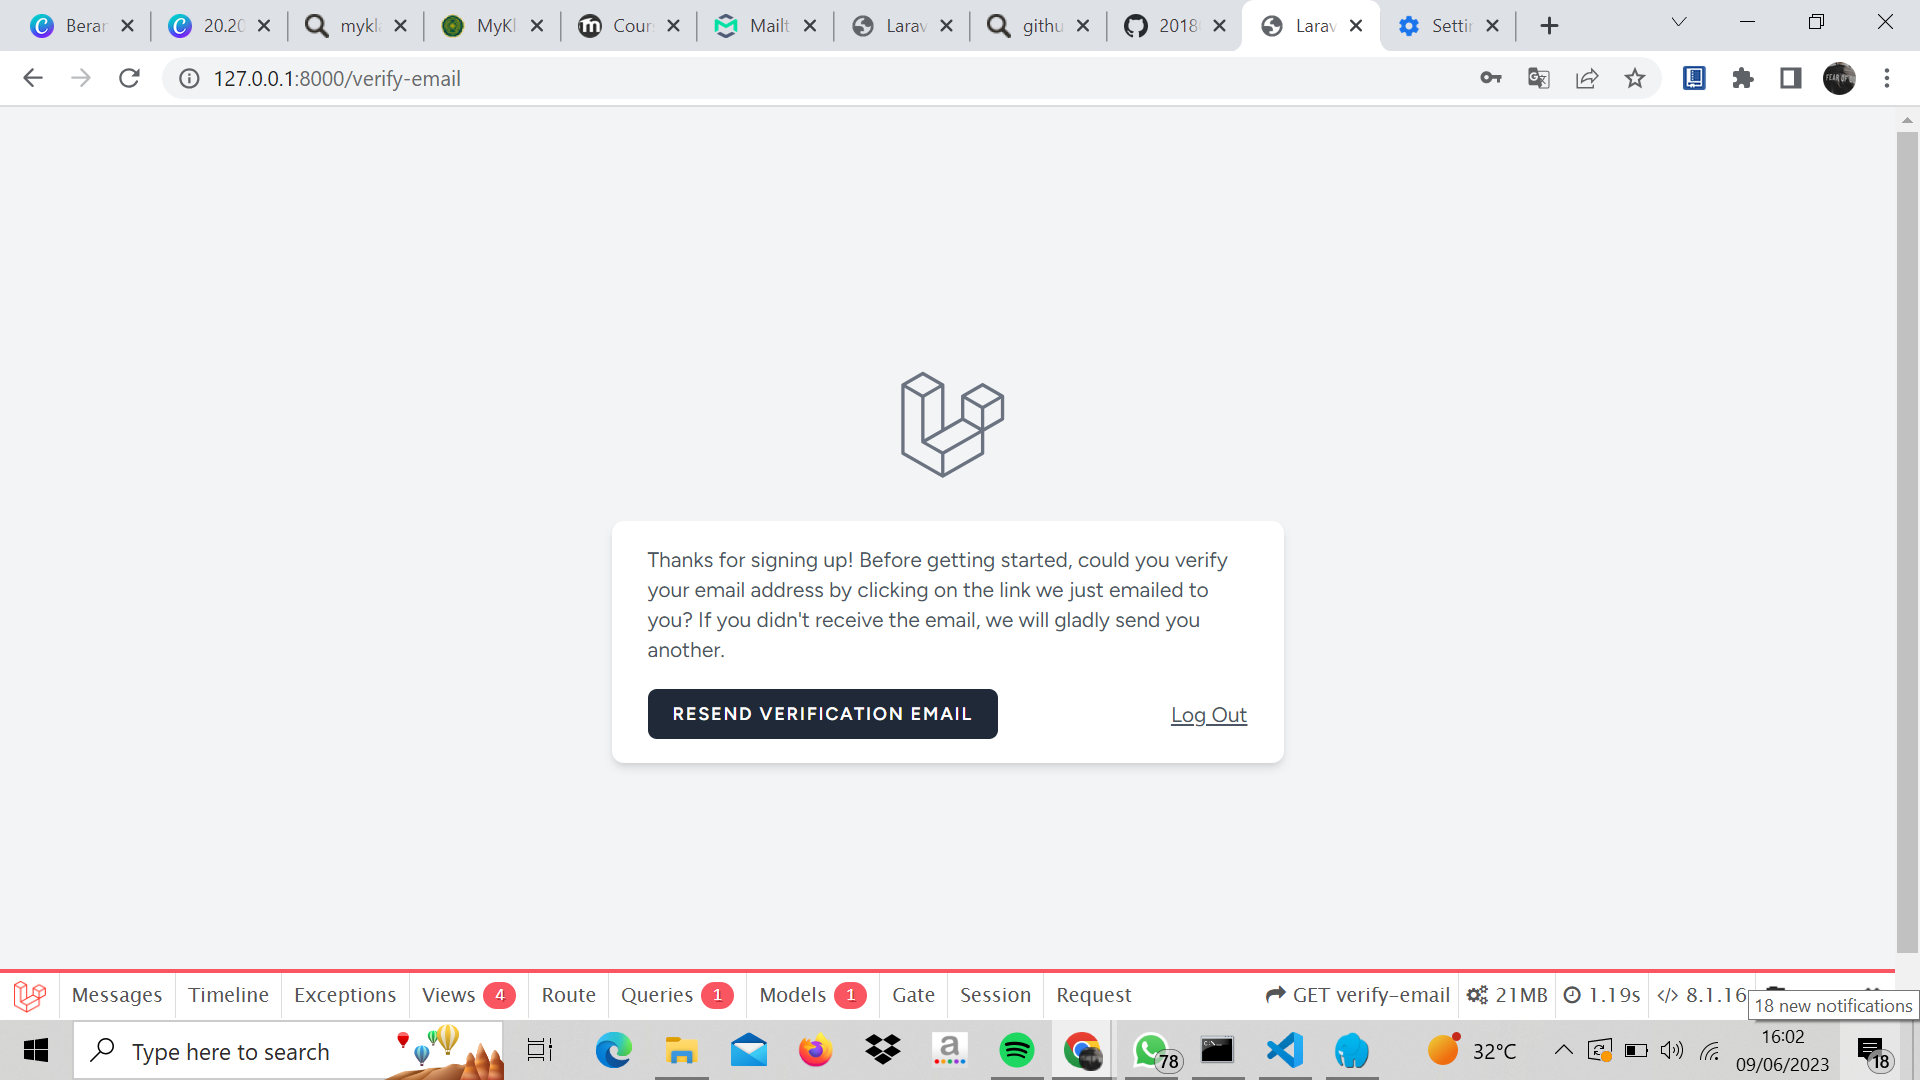 Berar
20.20
mykla
MyKl
Cour
Mailt
Larav
githu
2018
Larav
Settin
127.0.0.1:8000/verify-email
Thanks for signing up! Before getting started, could you verify
your email address by clicking on the link we just emailed to
you? If you didn't receive the email, we will gladly send you
another.
RESEND VERIFICATION EMAIL
Log Out
Messages
Timeline
Exceptions
Views 4
Route
Queries 1
Models 1
Gate
Session
Request
GET verify-email
21MB
1.19s
8.1.16
18 new notifications
Type here to search
78
32°C
16:02
09/06/2023
18